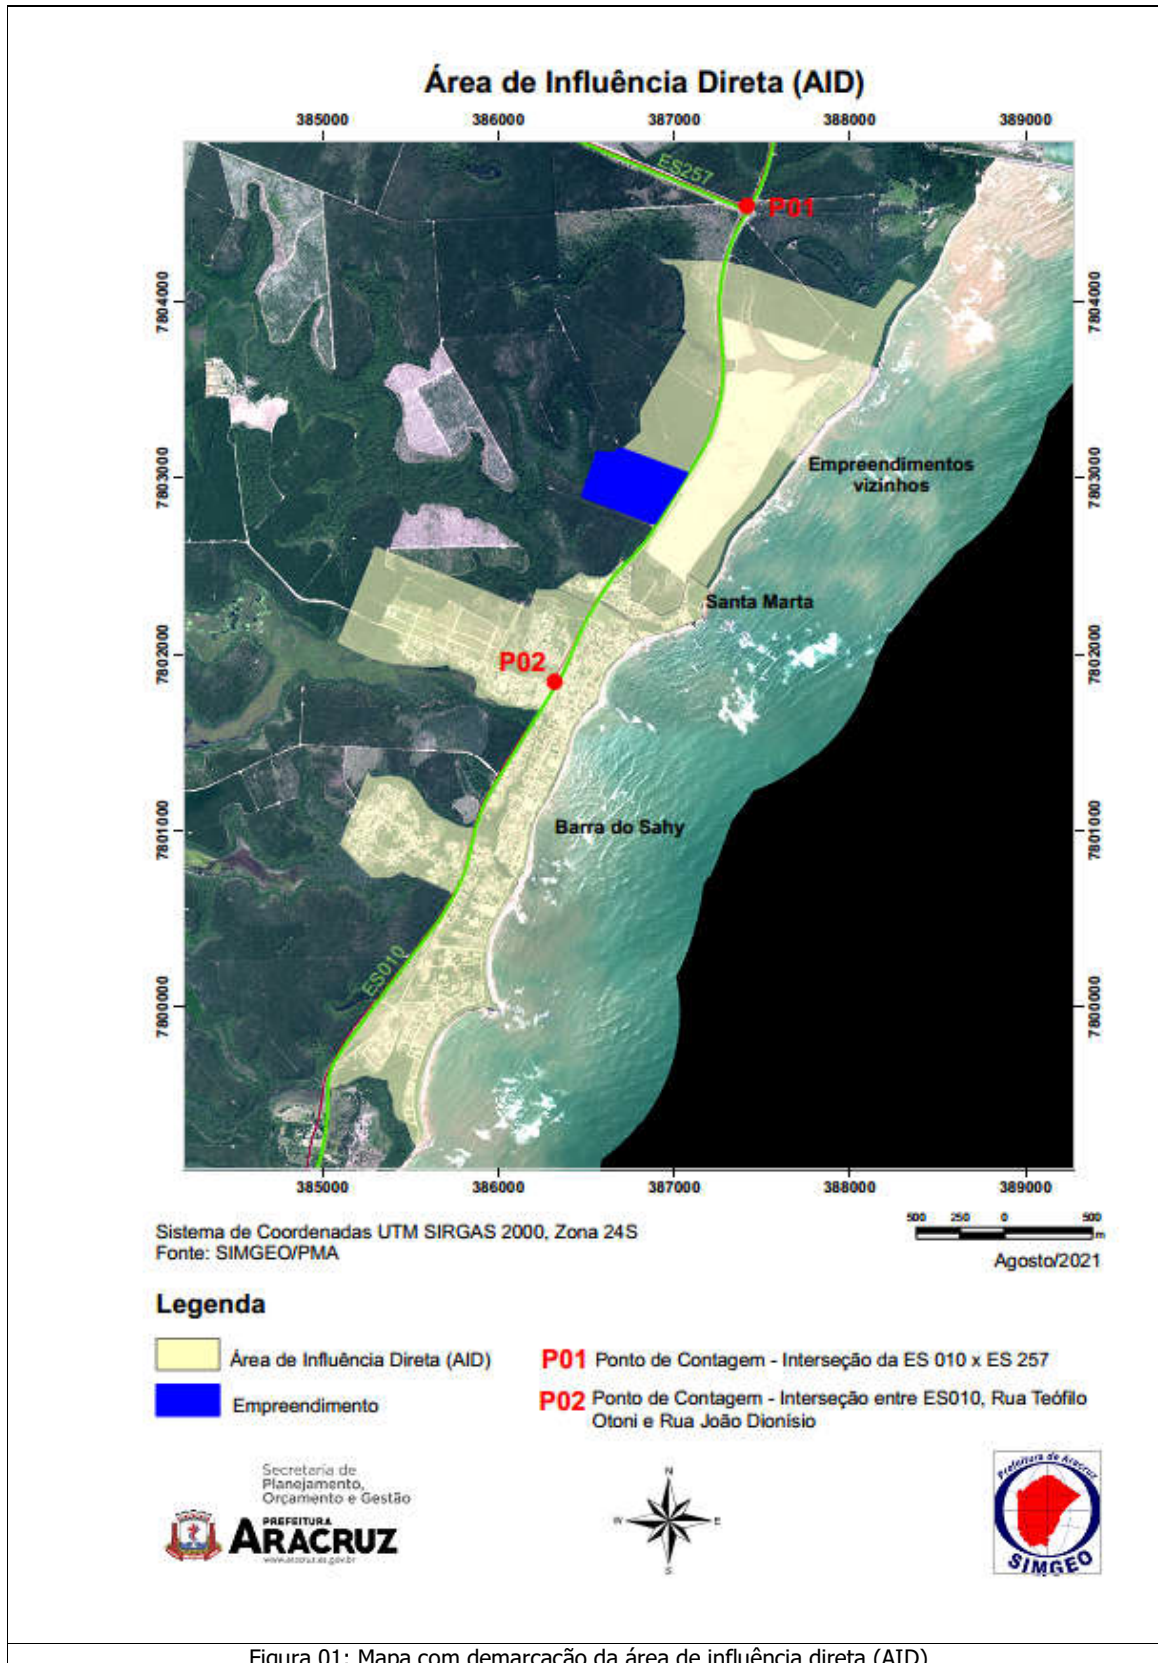 Área de Influência Direta (AID)
385000 386000 387000 388000 389000
ES257
P01
7804000 7804000
Empreendimentos
vizinhos
7803000 7803000
Santa Marta
P02
7802000 7802000
Barra do Sahy
7801000 7801000
ES010
7800000 7800000
385000 386000 387000 388000 389000
Sistema de Coordenadas UTM SIRGAS 2000, Zona 24S
Fonte: SIMGEO/PMA
500 250 0 500
m
Agosto/2021
Legenda
Área de Influência Direta (AID)
Empreendimento
P01 Ponto de Contagem - Interseção da ES 010 x ES 257
P02 Ponto de Contagem - Interseção entre ES010, Rua Teófilo
Otoni e Rua João Dionísio
Secretaria de
Planejamento,
Orçamento e Gestão
PREFEITURA
ARACRUZ
www.aracruz.es.gov.br
N
W E
S
Prefeitura de Aracruz
SIMGEO
Figura 01: Mapa com demarcação da área de influência direta (AID)